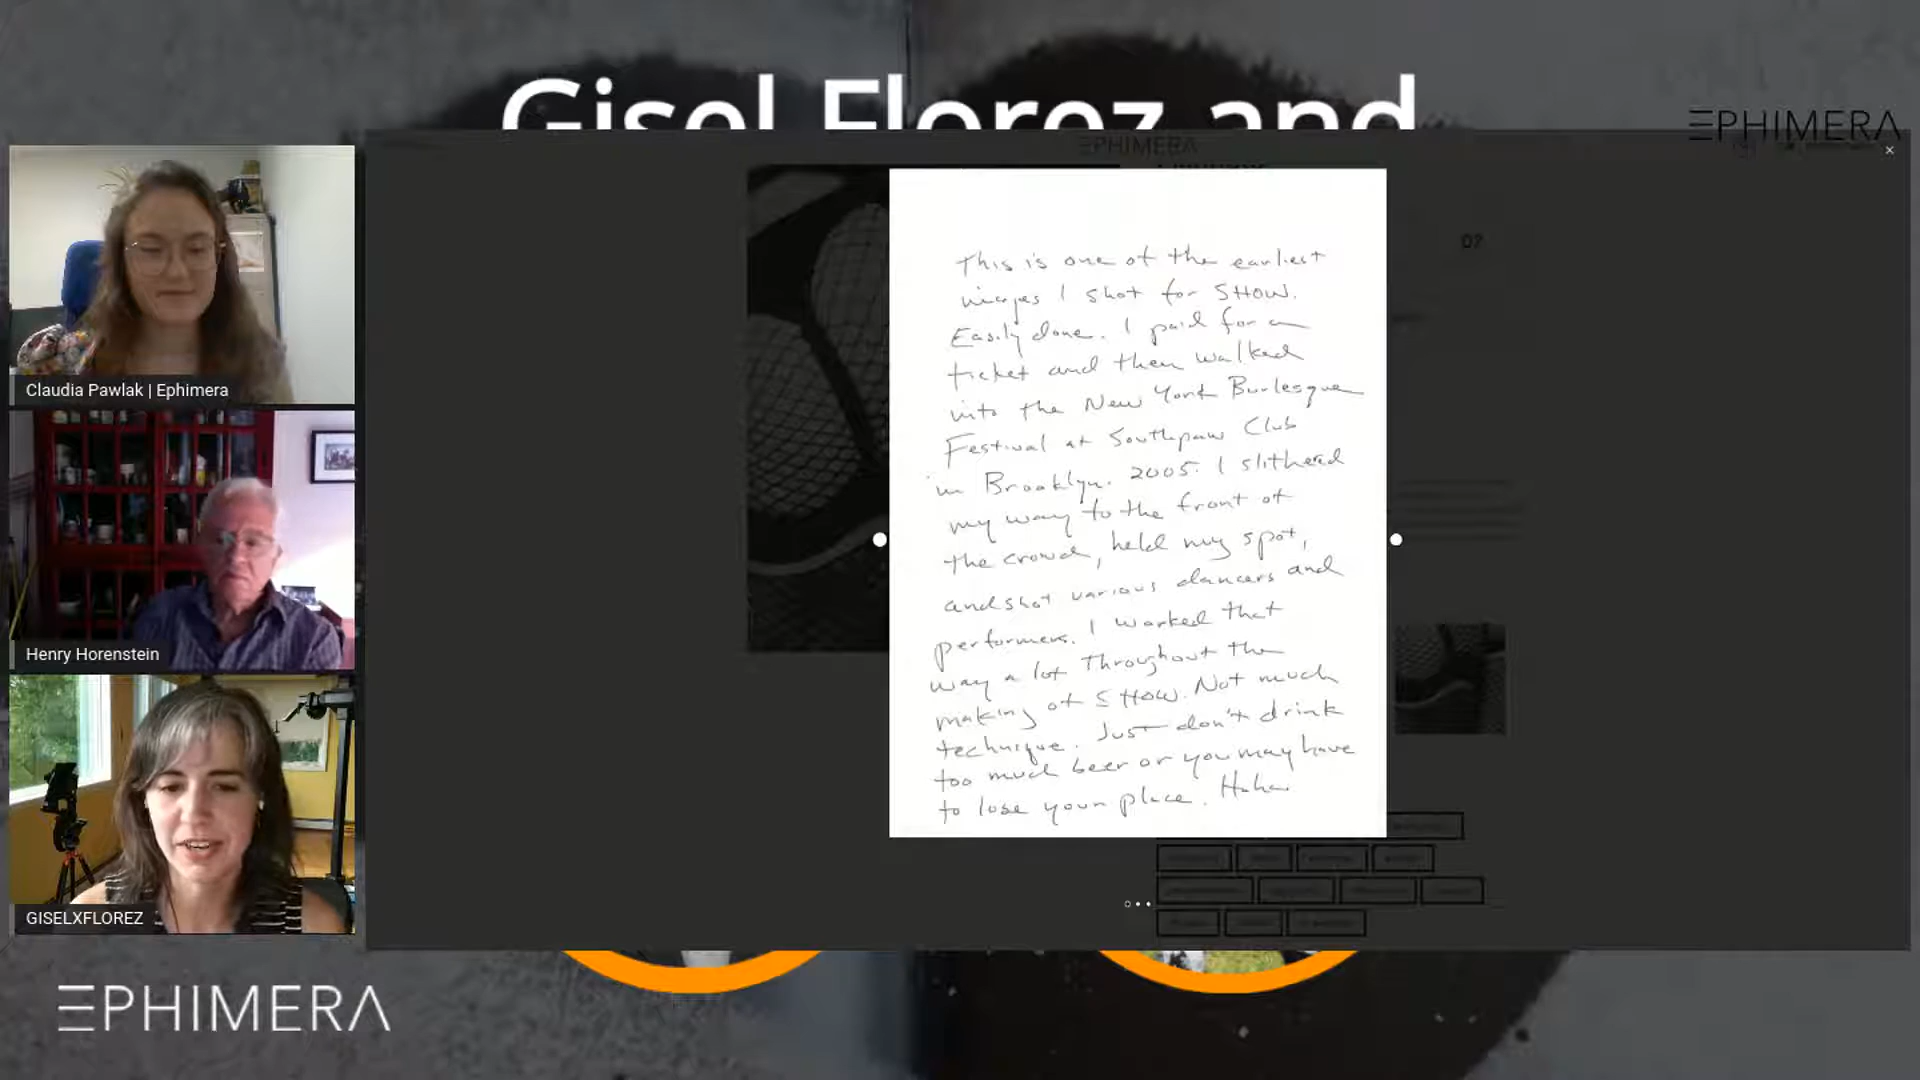 Gisel Florez and
EPHIMERA
EPHIMERA
07
Claudia Pawlak | Ephimera
Henry Horenstein
GISELXFLOREZ
This is one of the earliest
images I shot for SHOW.
Easily done. I paid for a
ticket and then walked
into the New York Burlesque
Festival at Southpaw Club
in Brooklyn. 2005. I slithered
my way to the front of
the crowd, held my spot,
and shot various dancers and
performers. I worked that
way a lot throughout the
making of SHOW. Not much
technique. Just don't drink
too much beer or you may have
to lose your place. Haha
EPHIMERA